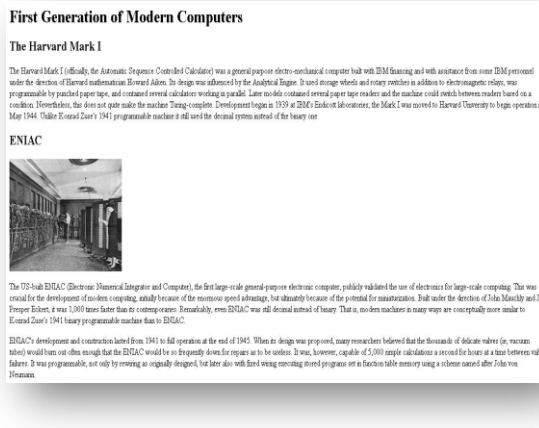 First Generation of Modern Computers
The Harvard Mark I
The Harvard Mark I (officially, the Automatic Sequence Controlled Calculator) was a general purpose electro-mechanical computer built with IBM financing and with assistance from some IBM personnel
under the direction of Harvard mathematician Howard Aiken. Its design was influenced by the Analytical Engine. It used storage wheels and rotary switches in addition to electromagnetic relays, was
programmable by punched paper tape, and contained several calculators working in parallel. Later models contained several paper tape readers and the machine could switch between readers based on a
condition. Nevertheless, this does not quite make the machine Turing-complete. Development began in 1939 at IBM's Endicott laboratories; the Mark I was moved to Harvard University to begin operation
May 1944. Unlike Konrad Zuse's 1941 programmable machine it still used the decimal system instead of the binary one.
ENIAC
The US-built ENIAC (Electronic Numerical Integrator and Computer), the first large-scale general-purpose electronic computer, publicly validated the use of electronics for large-scale computing. This was
crucial for the development of modern computing, initially because of the enormous speed advantage, but ultimately because of the potential for miniaturization. Built under the direction of John Mauchly and J.
Presper Eckert, it was 1,000 times faster than its contemporaries. Remarkably, even ENIAC was still decimal instead of binary. That is, modern machines in many ways are conceptually more similar to
Konrad Zuse's 1941 binary programmable machine than to ENIAC.
ENIAC's development and construction lasted from 1941 to full operation at the end of 1945. When its design was proposed, many researchers believed that the thousands of delicate valves (ie, vacuum
tubes) would burn out often enough that the ENIAC would be so frequently down for repairs as to be useless. It was, however, capable of 5,000 simple calculations a second for hours at a time between val
failures. It was programmable, not only by rewiring as originally designed, but later also with fixed wiring executing stored programs set in function table memory using a scheme named after John von
Neumann.